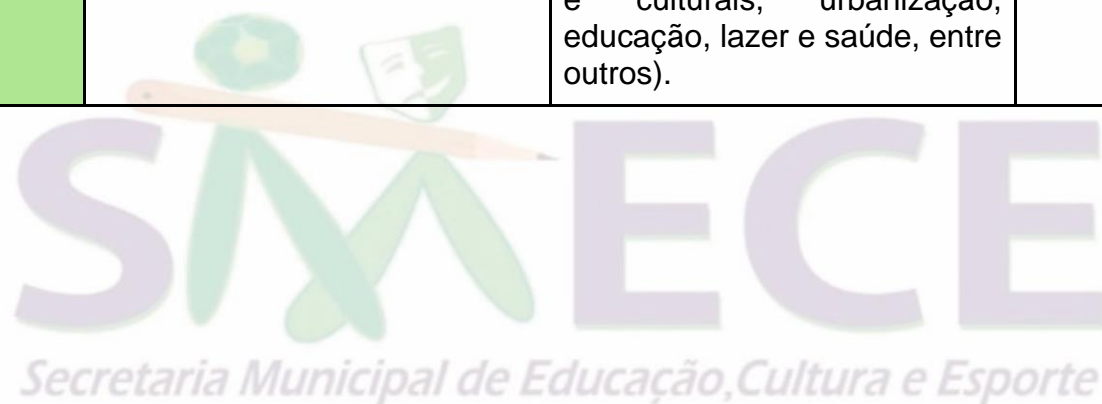 e culturais, urbanização,
educação, lazer e saúde, entre
outros).
SMECE
Secretaria Municipal de Educação,Cultura e Esporte